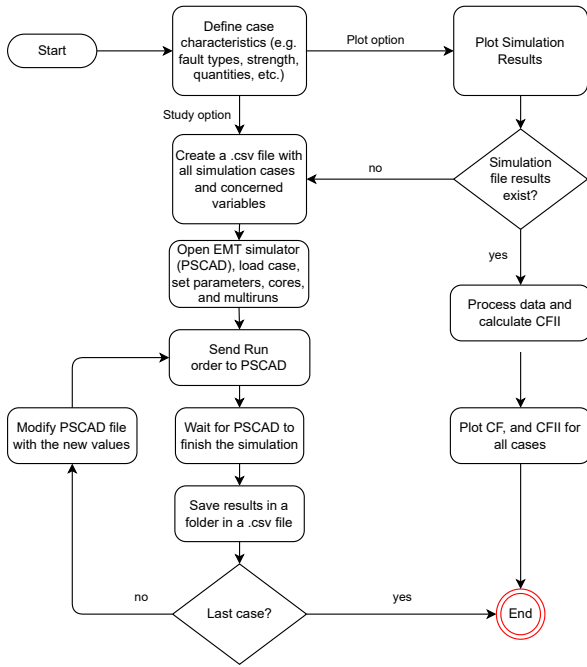 Start
Define case
characteristics (e.g.
fault types, strength,
quantities, etc.)
Plot option
Plot Simulation
Results
Study option
Create a .csv file with
all simulation cases
and concerned
variables
no
Simulation
file results
exist?
yes
Open EMT simulator
(PSCAD), load case,
set parameters, cores,
and multiruns
Process data and
calculate CFII
Send Run
order to PSCAD
Modify PSCAD file
with the new values
Wait for PSCAD to
finish the simulation
Plot CF, and CFII for
all cases
Save results in a
folder in a .csv file
no
Last case?
yes
End